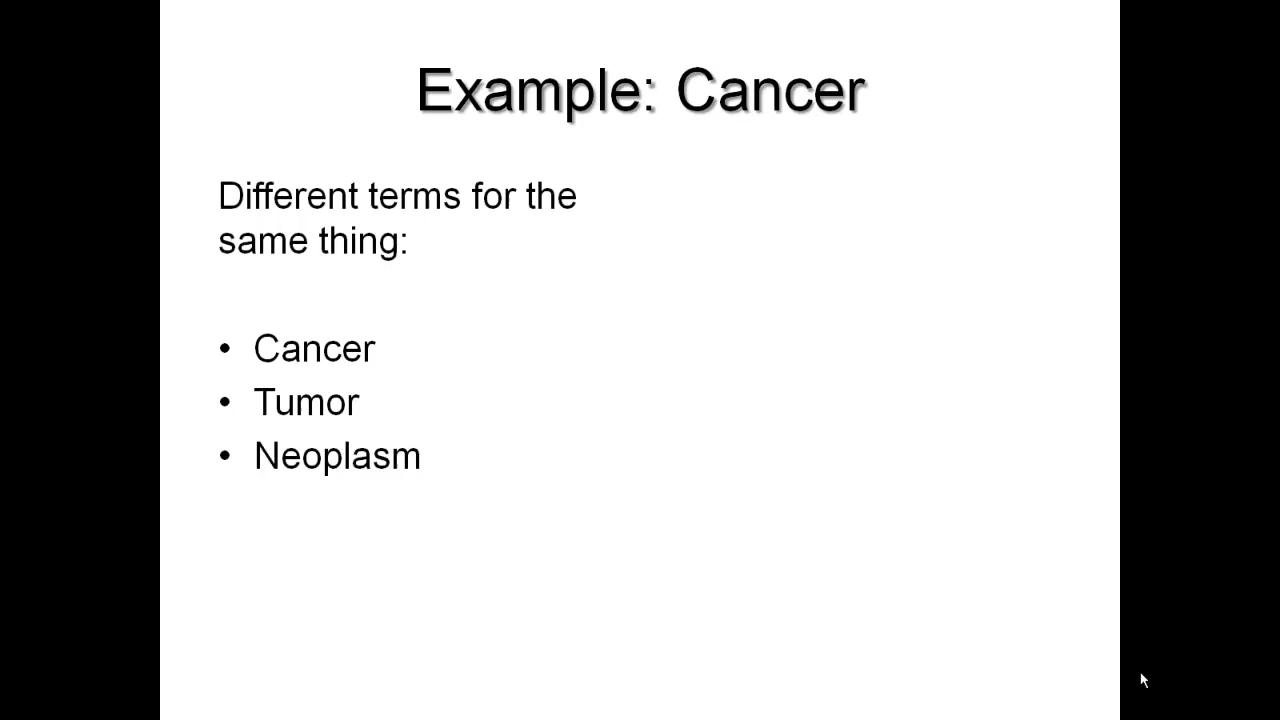 Example: Cancer
Different terms for the
same thing:
• Cancer
• Tumor
• Neoplasm